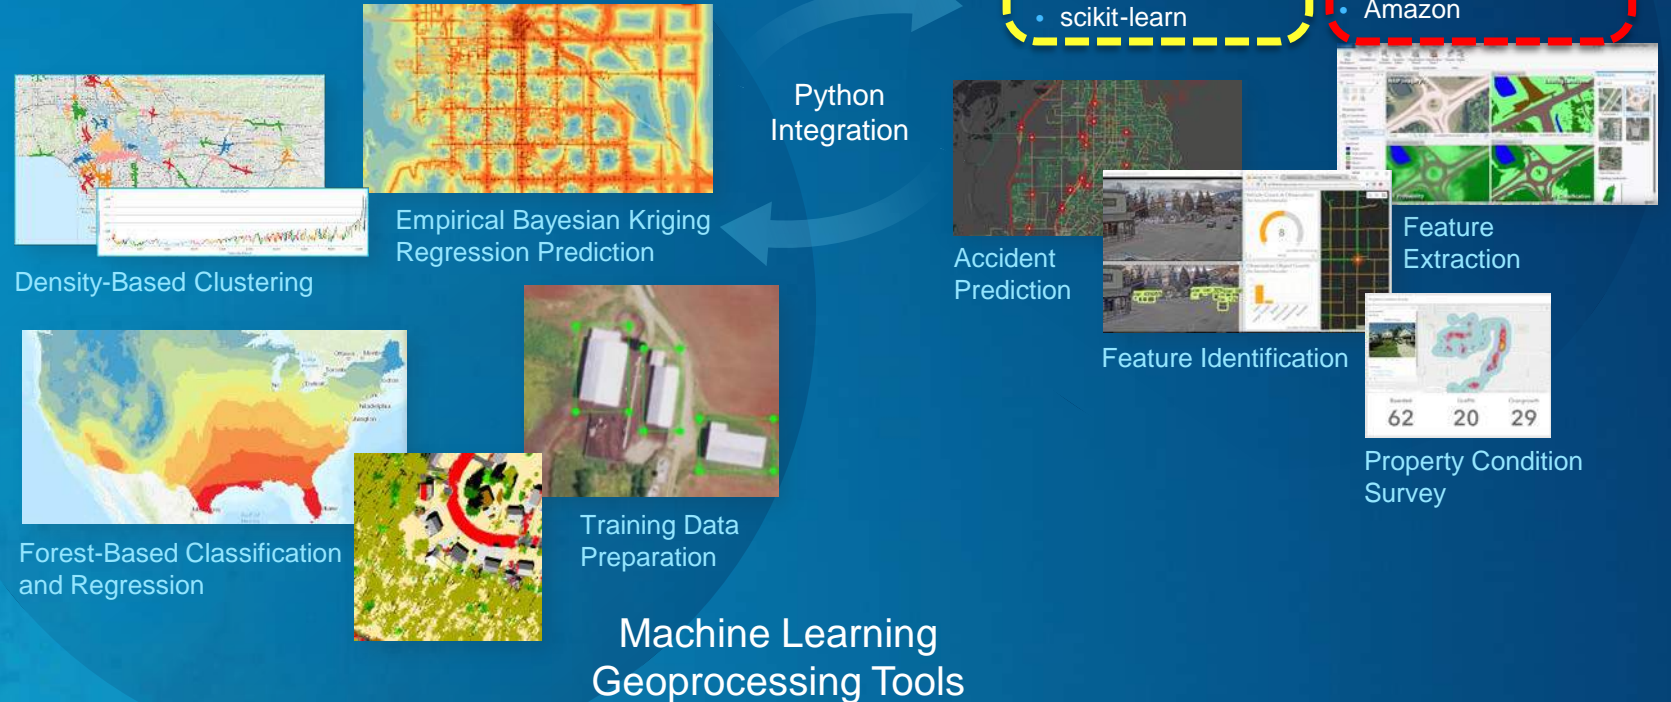 scikit-learn
Amazon
Python
Integration
Empirical Bayesian Kriging
Regression Prediction
Density-Based Clustering
Accident
Prediction
Feature
Extraction
Feature Identification
8
62
20
29
Property Condition
Survey
Forest-Based Classification
and Regression
Training Data
Preparation
Machine Learning
Geoprocessing Tools